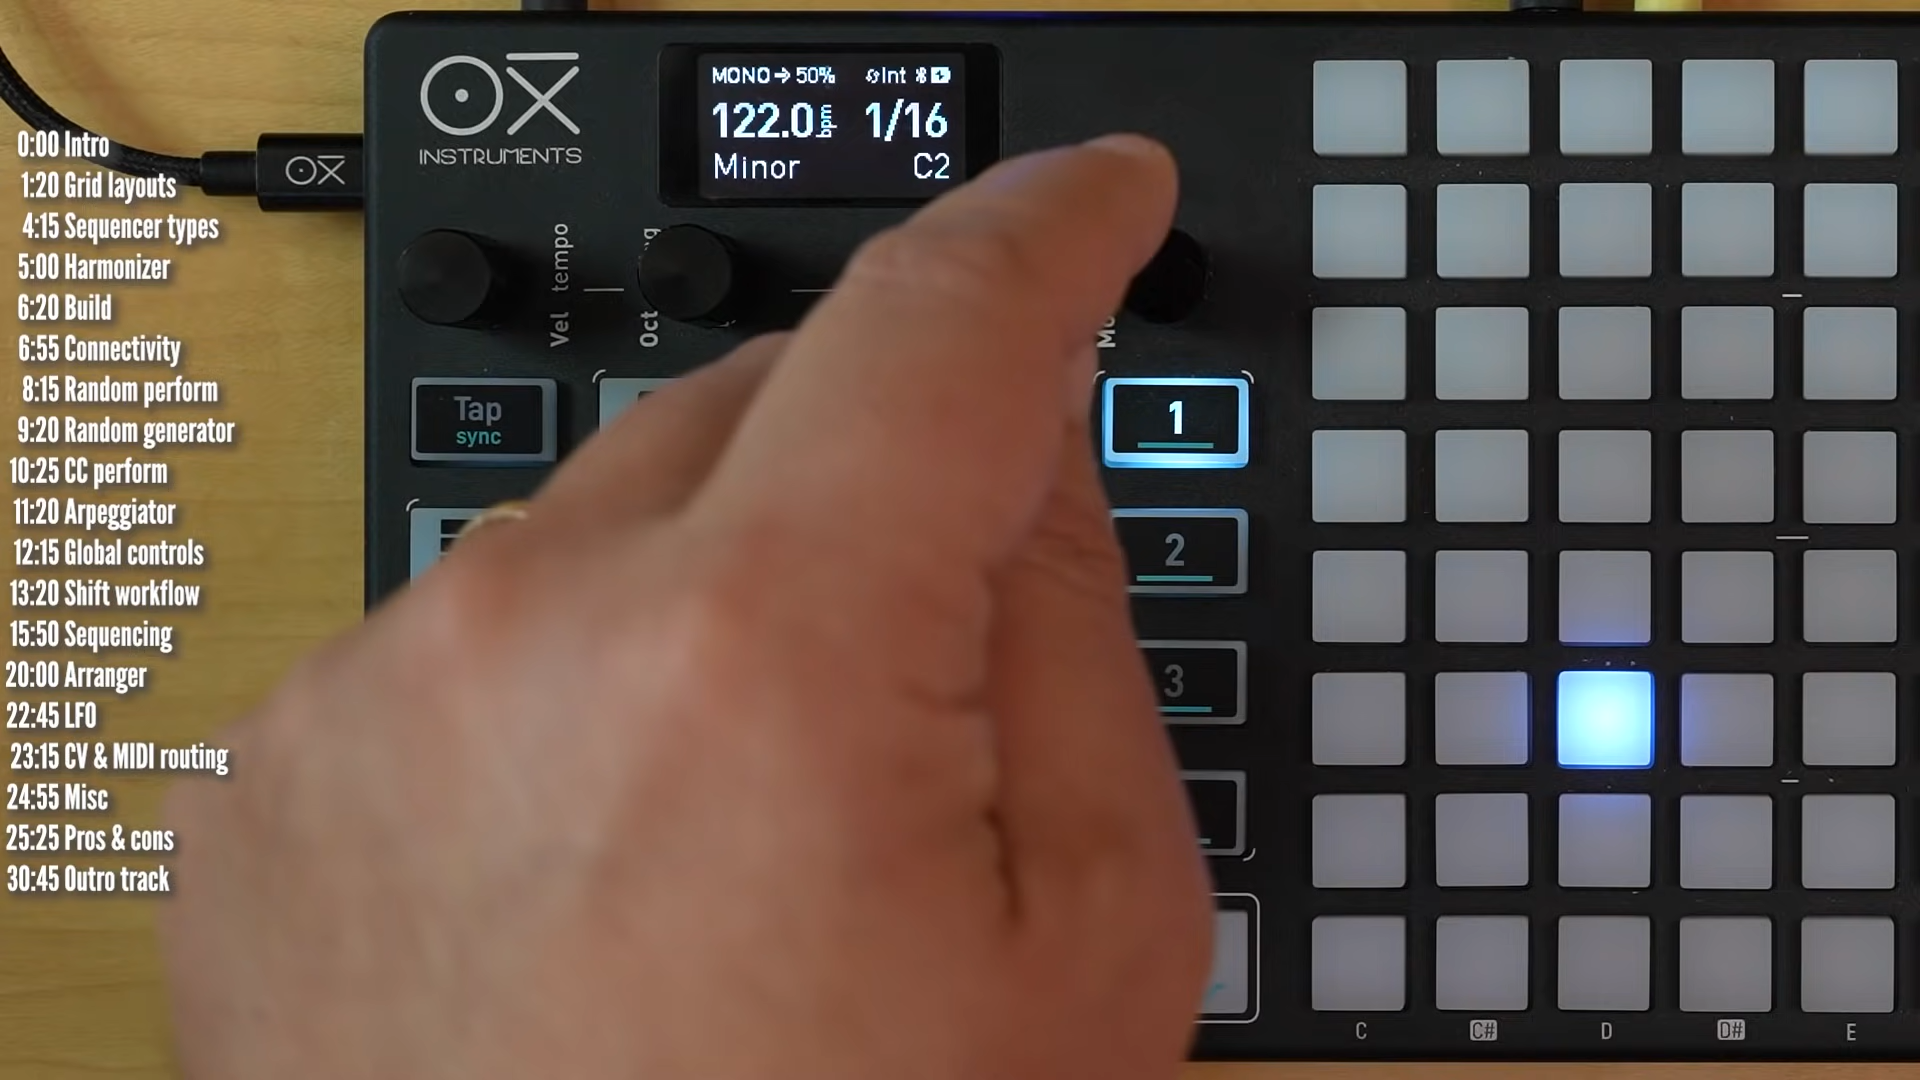 0:00 Intro
1:20 Grid layouts
4:15 Sequencer types
5:00 Harmonizer
6:20 Build
6:55 Connectivity
8:15 Random perform
9:20 Random generator
10:25 CC perform
11:20 Arpeggiator
12:15 Global controls
13:20 Shift workflow
15:50 Sequencing
20:00 Arranger
22:45 LFO
23:15 CV & MIDI routing
24:55 Misc
25:25 Pros & cons
30:45 Outro track
INSTRUMENTS
MONO → 50% Int
122.0 bpm 1/16
Minor C2
Vel tempo
Oct
Tap
sync
1
2
3
C C# D D# E